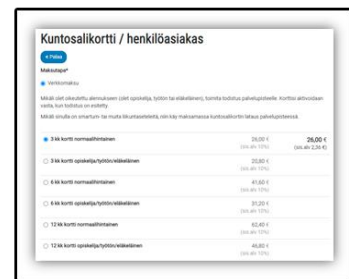 Kuntosalikortti / henkilöasiakas
« Palaa
Maksutapa*
Verkkomaksu
Mikäli olet oikeutettu alennukseen (olet opiskelija, työtön tai eläkeläinen), toimita todistus palvelupisteelle. Korttisi aktivoidaan
vasta, kun todistus on esitetty.
Mikäli sinulla on smartum- tai muita liikuntaseteleitä, niin käy maksamassa kuntosalikortin lataus palvelupisteessä.
3 kk kortti normaalihintainen 26,00 € 26,00 €
(sis.alv 10%) (sis.alv 2,36 €)
3 kk kortti opiskelija/työtön/eläkeläinen 20,80 €
(sis.alv 10%)
6 kk kortti normaalihintainen 41,60 €
(sis.alv 10%)
6 kk kortti opiskelija/työtön/eläkeläinen 31,20 €
(sis.alv 10%)
12 kk kortti normaalihintainen 62,40 €
(sis.alv 10%)
12 kk kortti opiskelija/työtön/eläkeläinen 46,80 €
(sis.alv 10%)